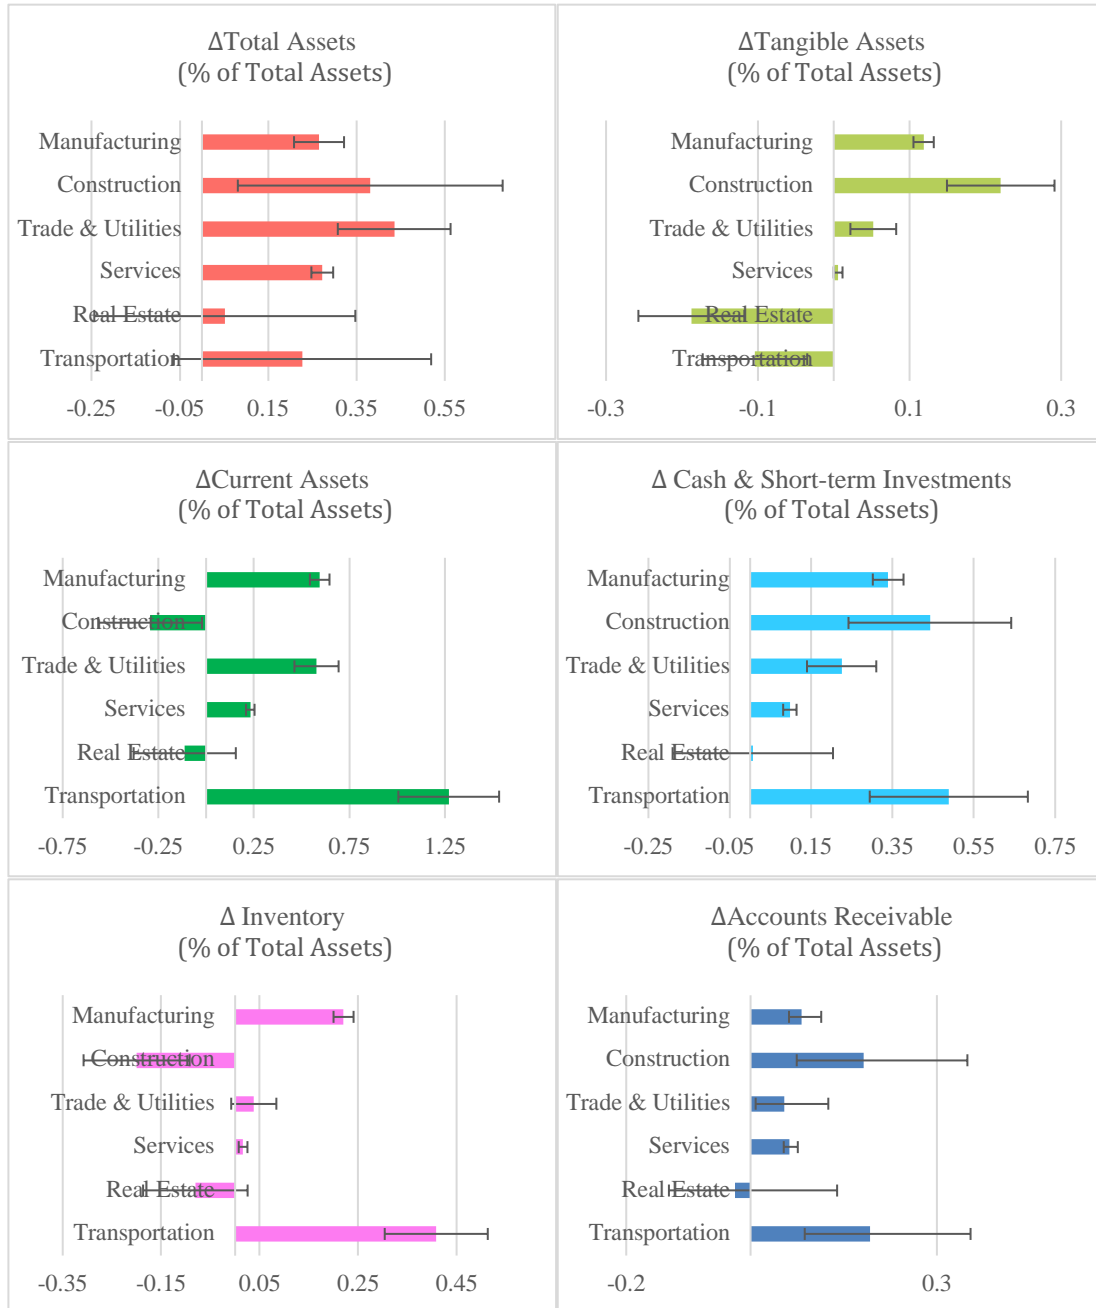 ΔTotal Assets
(% of Total Assets)
Manufacturing
Construction
Trade & Utilities
Services
Real Estate
Transportation
-0.25 -0.05 0.15 0.35 0.55
ΔTangible Assets
(% of Total Assets)
Manufacturing
Construction
Trade & Utilities
Services
Real Estate
Transportation
-0.3 -0.1 0.1 0.3
ΔCurrent Assets
(% of Total Assets)
Manufacturing
Construction
Trade & Utilities
Services
Real Estate
Transportation
-0.75 -0.25 0.25 0.75 1.25
Δ Cash & Short-term Investments
(% of Total Assets)
Manufacturing
Construction
Trade & Utilities
Services
Real Estate
Transportation
-0.25 -0.05 0.15 0.35 0.55 0.75
Δ Inventory
(% of Total Assets)
Manufacturing
Construction
Trade & Utilities
Services
Real Estate
Transportation
-0.35 -0.15 0.05 0.25 0.45
ΔAccounts Receivable
(% of Total Assets)
Manufacturing
Construction
Trade & Utilities
Services
Real Estate
Transportation
-0.2 0.3